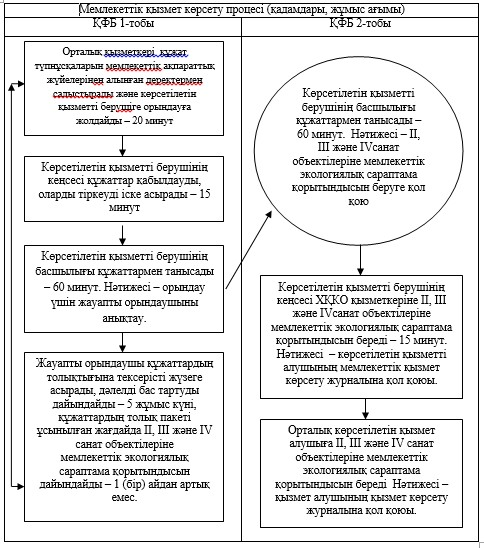 Мемлекеттік қызмет көрсету процесі (қадамдары, жұмыс ағымы)
ҚФБ 1-тобы
ҚФБ 2-тобы
Орталық қызметкері құжат
түпнұсқаларын мемлекеттік ақпараттық
жүйелерінен алынған деректермен
салыстырады және көрсетілетін
қызметті берушіге орындауға
жолдайды – 20 минут
Көрсетілетін қызметті берушінің
кеңсесі құжаттар қабылдауды,
оларды тіркеуді іске асырады – 15
минут
Көрсетілетін қызметті берушінің
басшылығы құжаттармен танысады
– 60 минут. Нәтижесі – орындау
үшін жауапты орындаушыны
анықтау.
Жауапты орындаушы құжаттардың
толықтығына тексерісті жүзеге
асырады, дәлелді бас тартуды
дайындайды – 5 жұмыс күні,
құжаттардың толық пакеті
ұсынылған жағдайда II, III және IV
санат объектілеріне
мемлекеттік экологиялық
сараптама қорытындысын
дайындайды – 1 (бір) айдан артық
емес.
Көрсетілетін қызметті
берушінің басшылығы
құжаттармен танысады –
60 минут. Нәтижесі – II,
III және IVсанат
объектілеріне мемлекеттік
экологиялық сараптама
қорытындысын беруге қол
қою
Көрсетілетін қызметті берушінің
кеңсесі ХҚКО қызметкеріне II, III
және IVсанат объектілеріне
мемлекеттік экологиялық сараптама
қорытындысын береді – 15 минут.
Нәтижесі – көрсетілетін қызметті
алушының мемлекеттік қызмет
көрсету журналына қол қоюы.
Орталық көрсетілетін қызмет
алушыға II, III және IV санат
объектілеріне мемлекеттік
экологиялық сараптама
қорытындысын береді Нәтижесі –
қызмет алушының қызмет көрсету
журналына қол қоюы.